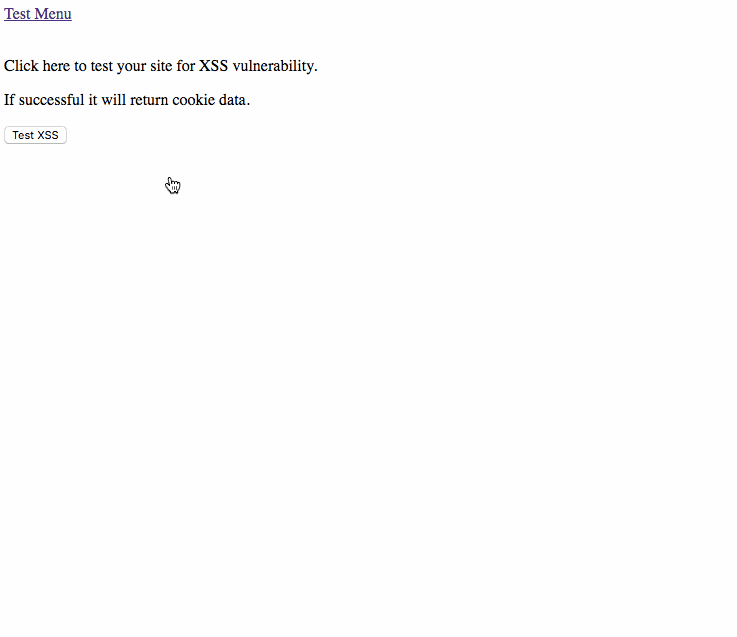 Test Menu
Click here to test your site for XSS vulnerability.
If successful it will return cookie data.
Test XSS